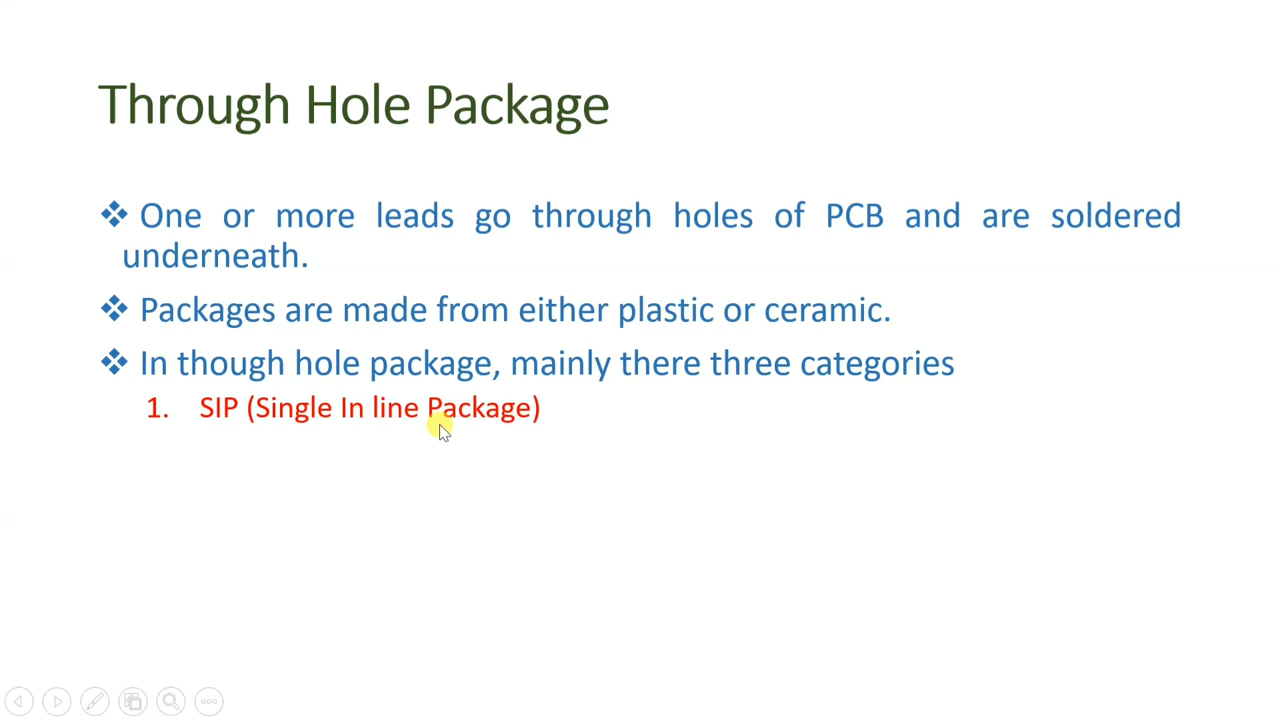 Through Hole Package
❖ One or more leads go through holes of PCB and are soldered
underneath.
❖ Packages are made from either plastic or ceramic.
❖ In though hole package, mainly there three categories
1. SIP (Single In line Package)